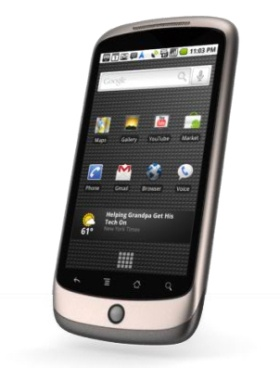 11:03 PM
Google
Maps Gallery YouTube Market
Phone Gmail Browser Voice
Helping Grandpa Get His
Tech On
New York Times
61°